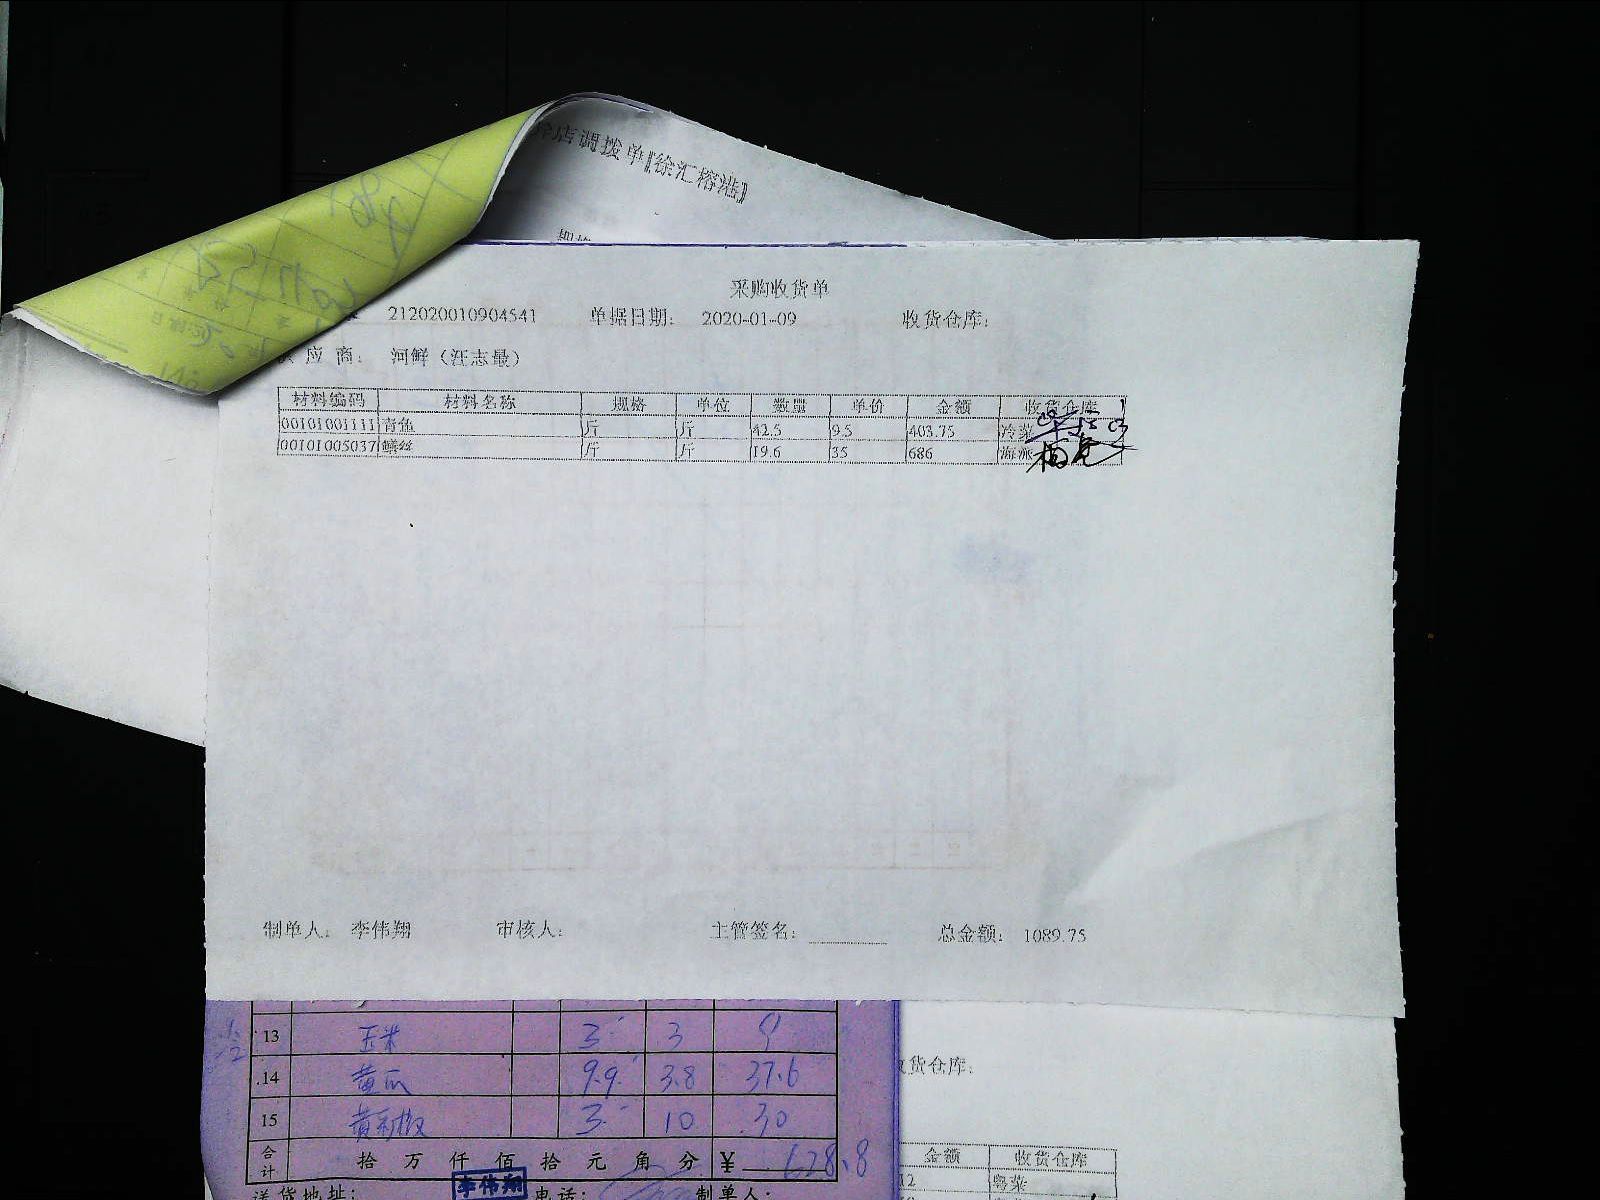 店调拨单[徐汇榕港]
采购收货单
212020010904541 单据日期: 2020-01-09 收货仓库:
应 商: 河鲜 (汪志最)
材料编码 材料名称 规格 单位 数量 单价 金额 收货仓库
00101001111 青鱼 斤 斤 42.5 9.5 403.75 冷菜
00101005037 鳝丝 斤 斤 19.6 35 686 海派
制单人: 李伟翔 审核人: 主管签名: 总金额: 1089.75
13 玉米 3 3 9
14 黄瓜 9.9 3.8 37.6
15 黄彩椒 3 10 30
合计 拾 万 仟 佰 拾 元 角 分 ¥ 628.8
送货地址: 李伟翔 电话: 制单人:
货仓库:
金额 收货仓库
12 粤菜